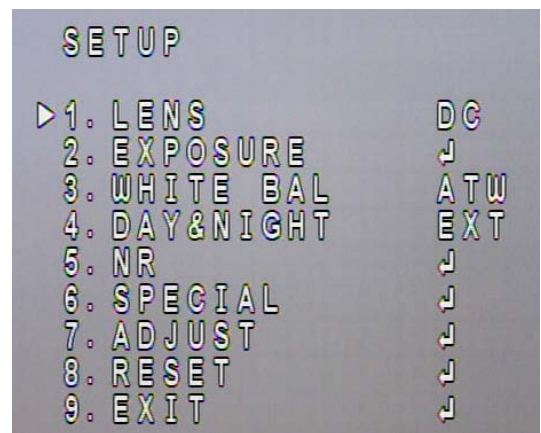 SETUP
▷1. LENS DC
2. EXPOSURE ↲
3. WHITE BAL ATW
4. DAY&NIGHT EXT
5. NR ↲
6. SPECIAL ↲
7. ADJUST ↲
8. RESET ↲
9. EXIT ↲